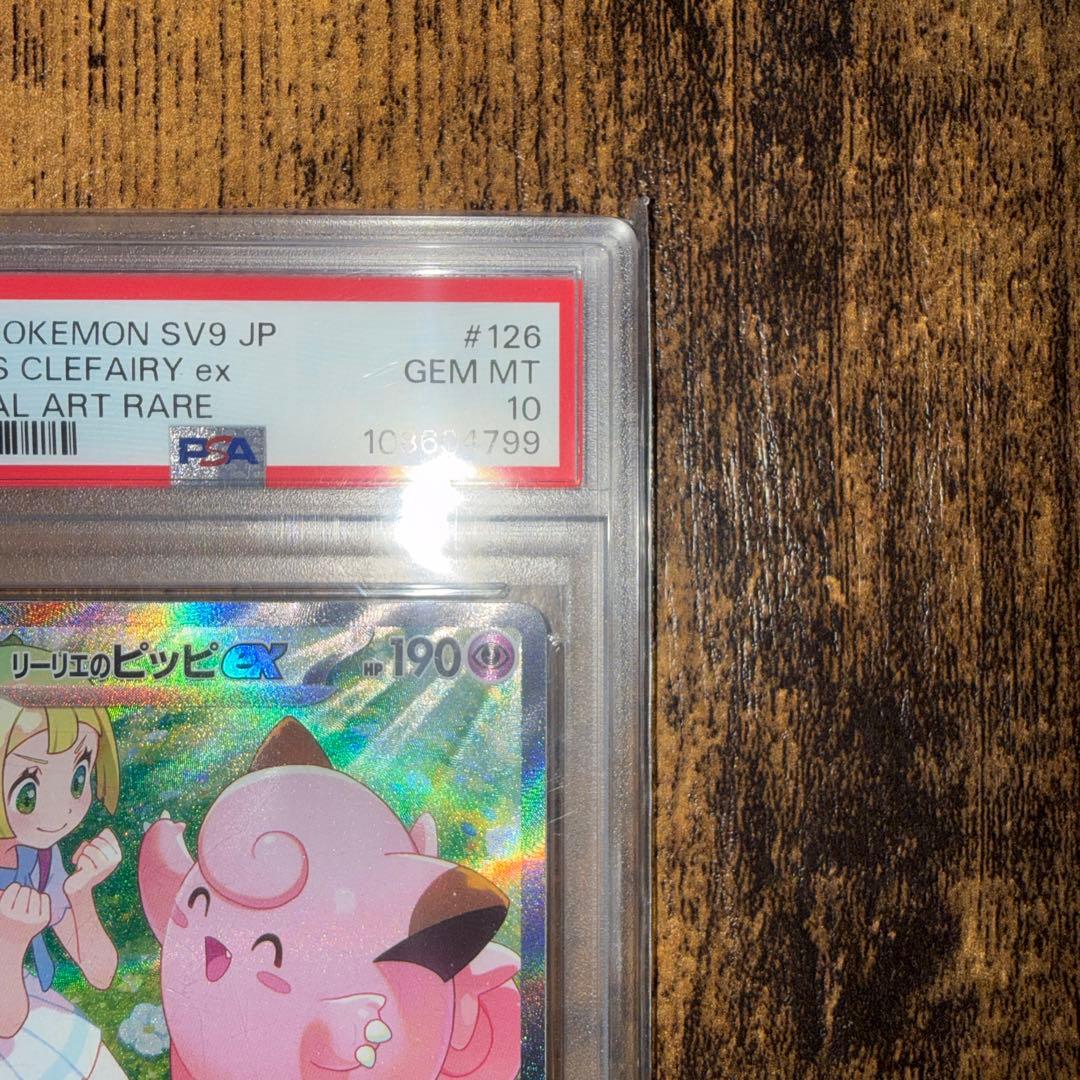 OKEMON SV9 JP #126
S CLEFAIRY ex GEM MT
AL ART RARE 10
PSA
リーリエのピッピex HP 190